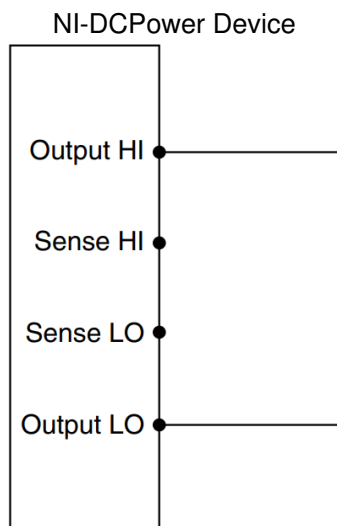 NI-DCPower Device
Output HI
Sense HI
Sense LO
Output LO